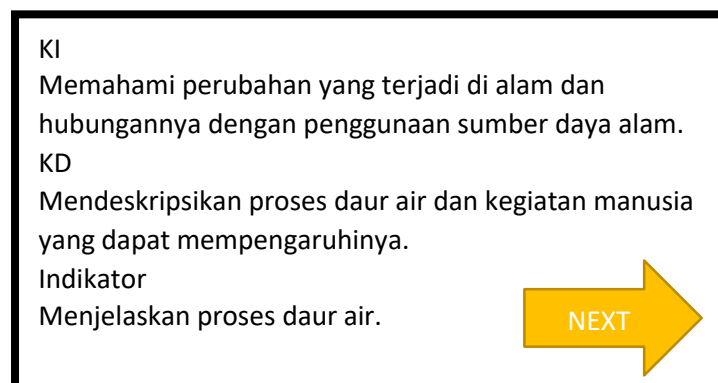 KI
Memahami perubahan yang terjadi di alam dan
hubungannya dengan penggunaan sumber daya alam.
KD
Mendeskripsikan proses daur air dan kegiatan manusia
yang dapat mempengaruhinya.
Indikator
Menjelaskan proses daur air.
NEXT